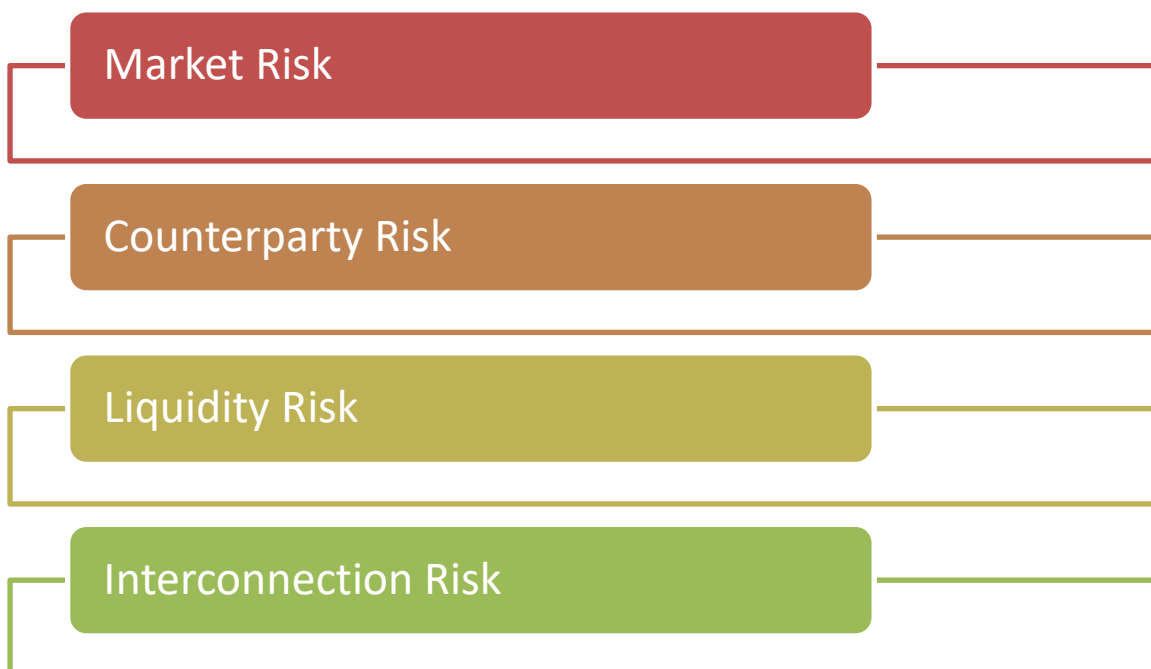 Market Risk
Counterparty Risk
Liquidity Risk
Interconnection Risk